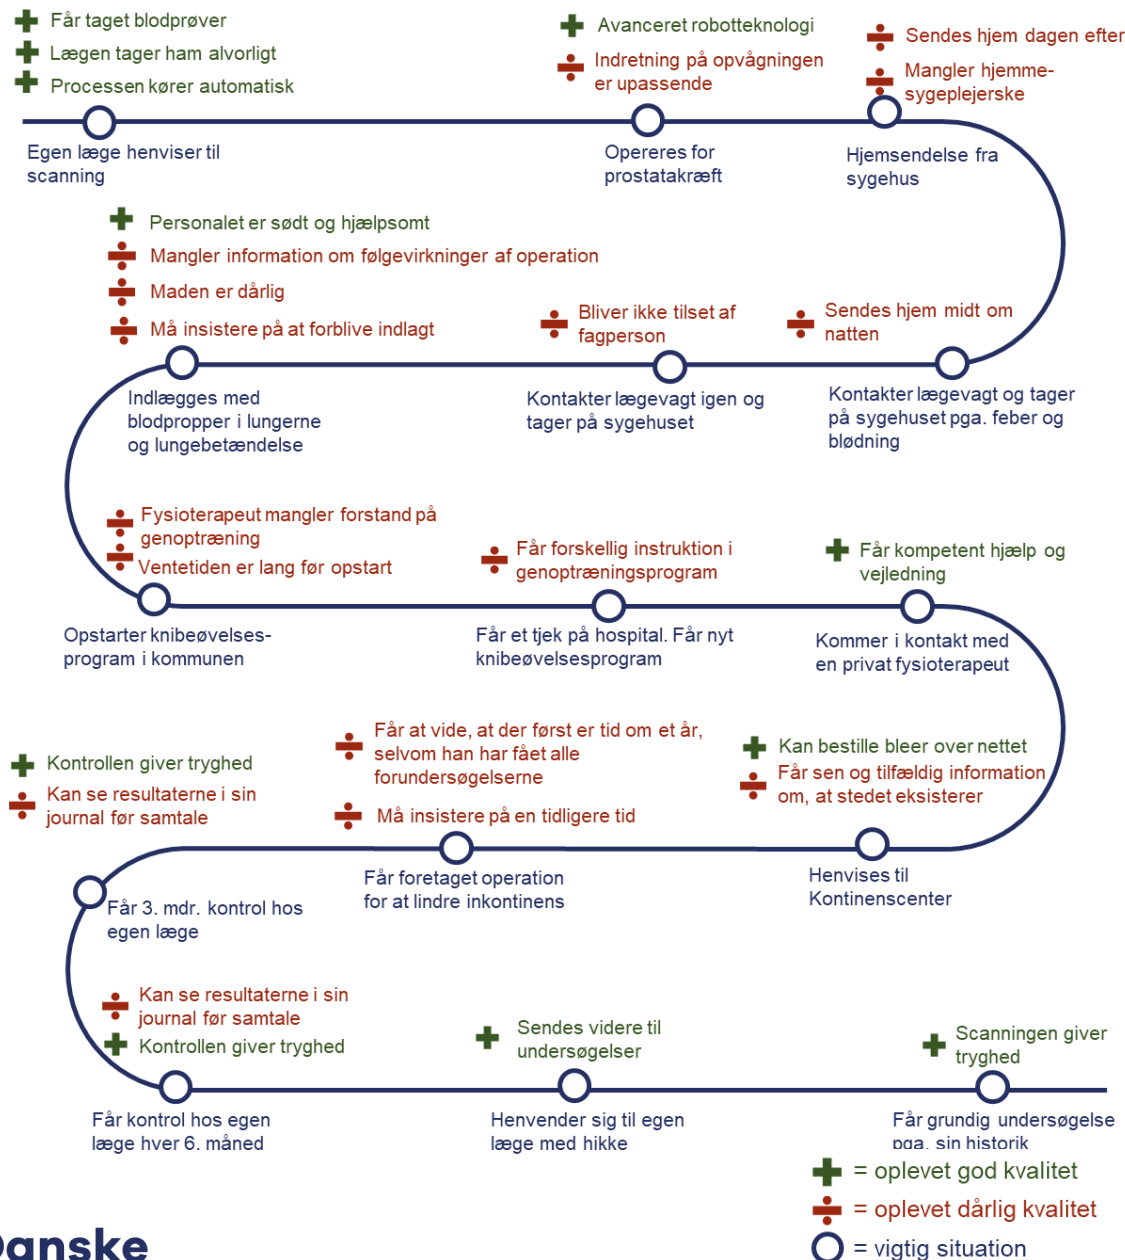 Får taget blodprøver
Lægen tager ham alvorligt
Processen kører automatisk
Egen læge henviser til
scanning
Avanceret robotteknologi
Indretning på opvågningen
er upassende
Opereres for
prostatakræft
Sendes hjem dagen efter
Mangler hjemme-
sygeplejerske
Hjemsendelse fra
sygehus
Personalet er sødt og hjælpsomt
Mangler information om følgevirkninger af operation
Maden er dårlig
Må insistere på at forblive indlagt
Indlægges med
blodpropper i lungerne
og lungebetændelse
Bliver ikke tilset af
fagperson
Kontakter lægevagt igen og
tager på sygehuset
Sendes hjem midt om
natten
Kontakter lægevagt og tager
på sygehuset pga. feber og
blødning
Fysioterapeut mangler forstand på
genoptræning
Ventetiden er lang før opstart
Opstarter knibeøvelses-
program i kommunen
Får forskellig instruktion i
genoptræningsprogram
Får et tjek på hospital. Får nyt
knibeøvelsesprogram
Får kompetent hjælp og
vejledning
Kommer i kontakt med
en privat fysioterapeut
Kontrollen giver tryghed
Kan se resultaterne i sin
journal før samtale
Får 3. mdr. kontrol hos
egen læge
Får at vide, at der først er tid om et år,
selvom han har fået alle
forundersøgelserne
Må insistere på en tidligere tid
Får foretaget operation
for at lindre inkontinens
Kan bestille bleer over nettet
Får sen og tilfældig information
om, at stedet eksisterer
Henvises til
Kontinenscenter
Kan se resultaterne i sin
journal før samtale
Kontrollen giver tryghed
Får kontrol hos egen
læge hver 6. måned
Sendes videre til
undersøgelser
Henvender sig til egen
læge med hikke
Scanningen giver
tryghed
Får grundig undersøgelse
pga. sin historik
= oplevet god kvalitet
= oplevet dårlig kvalitet
= vigtig situation
Danske